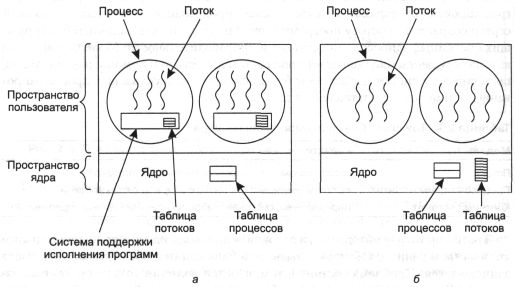 Процесс
Поток
Процесс
Поток
Пространство
пользователя
Пространство
ядра
Ядро
Ядро
Таблица
потоков
Таблица
процессов
Таблица
процессов
Таблица
потоков
Система поддержки
исполнения программ
а
б